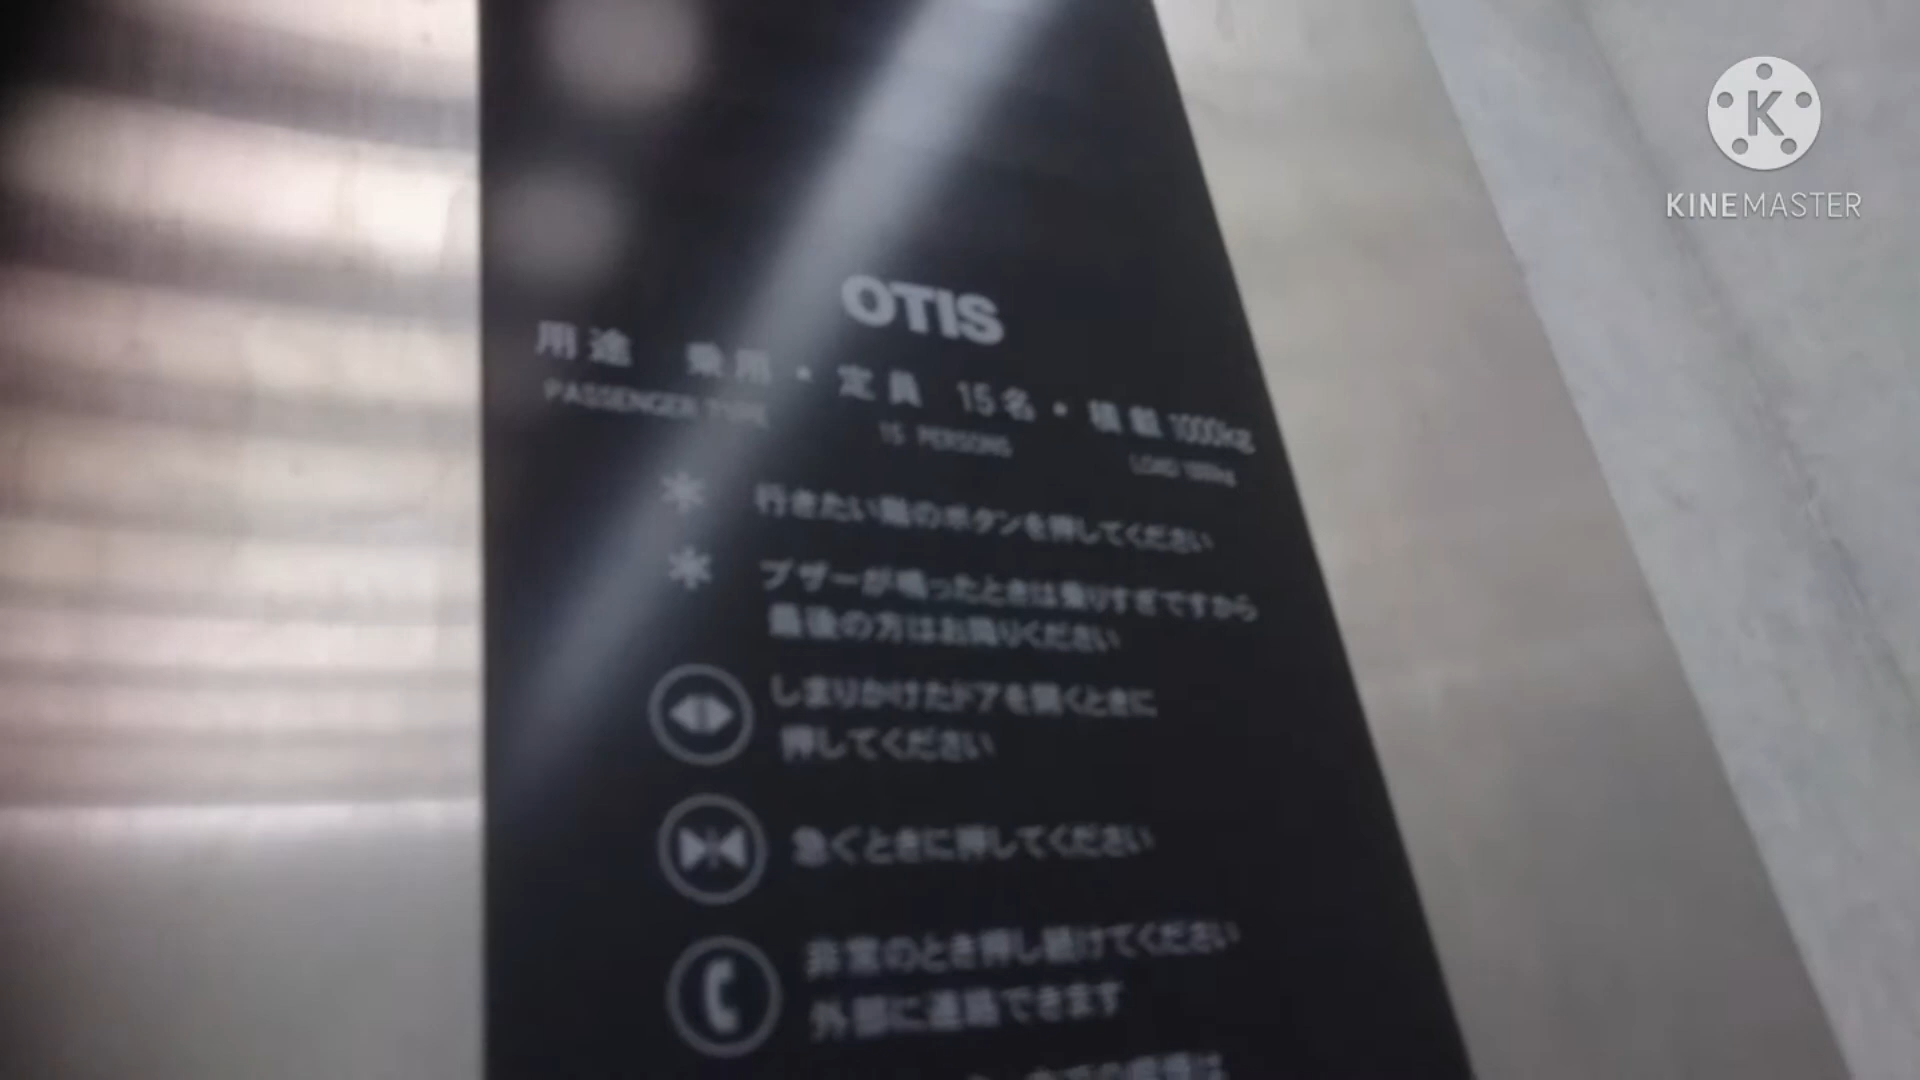 KINEMASTER
OTIS
用途 乗用・定員 15名・積載1000kg
PASSENGER TYPE 15 PERSONS LOAD 1000kg
* 行きたい階のボタンを押してください
* ブザーが鳴ったときは乗りすぎですから
最後の方はお降りください
しまりかけたドアを開くときに
押してください
急ぐときに押してください
非常のとき押し続けてください
外部に連絡できます